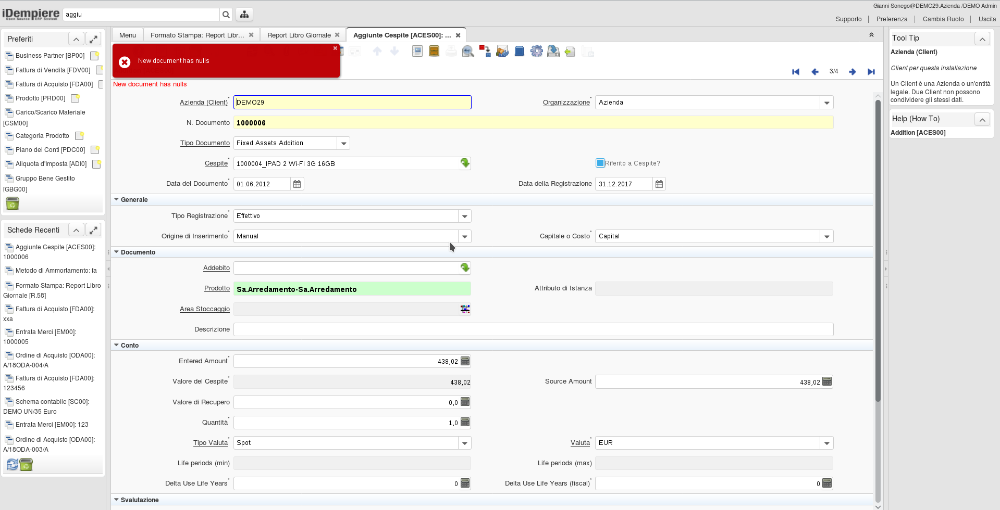 Gianni Sonego@DEMO29.Azienda /DEMO Admin
iDempiere
Open Source ERP System
aggiu
Supporto | Preferenza | Cambia Ruolo | Uscita
Preferiti
Business Partner [BP00]
Fattura di Vendita [FDV00]
Fattura di Acquisto [FDA00]
Prodotto [PRD00]
Carico/Scarico Materiale
[CSM00]
Categoria Prodotto
Piano dei Conti [PDC00]
Aliquota d'Imposta [ADI0]
Gruppo Bene Gestito
[GBG00]
Schede Recenti
Aggiunte Cespite [ACES00]:
1000006
Metodo di Ammortamento: fa
Formato Stampa: Report Libro
Giornale [R.58]
Fattura di Acquisto [FDA00]:
xxa
Entrata Merci [EM00]:
1000005
Ordine di Acquisto [ODA00]:
A/18ODA-004/A
Fattura di Acquisto [FDA00]:
123456
Schema contabile [SC00]:
DEMO UN/35 Euro
Entrata Merci [EM00]: 123
Ordine di Acquisto [ODA00]:
A/18ODA-003/A
Menu
Formato Stampa: Report Libr...
Report Libro Giornale
Aggiunte Cespite [ACES00]: ...
New document has nulls
3/4
New document has nulls
Azienda (Client)* DEMO29
Organizzazione* Azienda
N. Documento 1000006
Tipo Documento Fixed Assets Addition
Cespite* 1000004_IPAD 2 Wi-Fi 3G 16GB
Riferito a Cespite?
Data del Documento* 01.06.2012
Data della Registrazione 31.12.2017
Generale
Tipo Registrazione* Effettivo
Origine di Inserimento* Manual
Capitale o Costo* Capital
Documento
Addebito
Prodotto Sa.Arredamento-Sa.Arredamento
Attributo di Istanza
Area Stoccaggio
Descrizione
Conto
Entered Amount* 438,02
Valore del Cespite* 438,02
Source Amount 438,02
Valore di Recupero 0,0
Quantità* 1,0
Tipo Valuta* Spot
Valuta* EUR
Life periods (min)
Life periods (max)
Delta Use Life Years* 0
Delta Use Life Years (fiscal)* 0
Svalutazione
Tool Tip
Azienda (Client)
Client per questa installazione
Un Client è una Azienda o un'entità
legale. Due Client non possono
condividere gli stessi dati.
Help (How To)
Addition [ACES00]